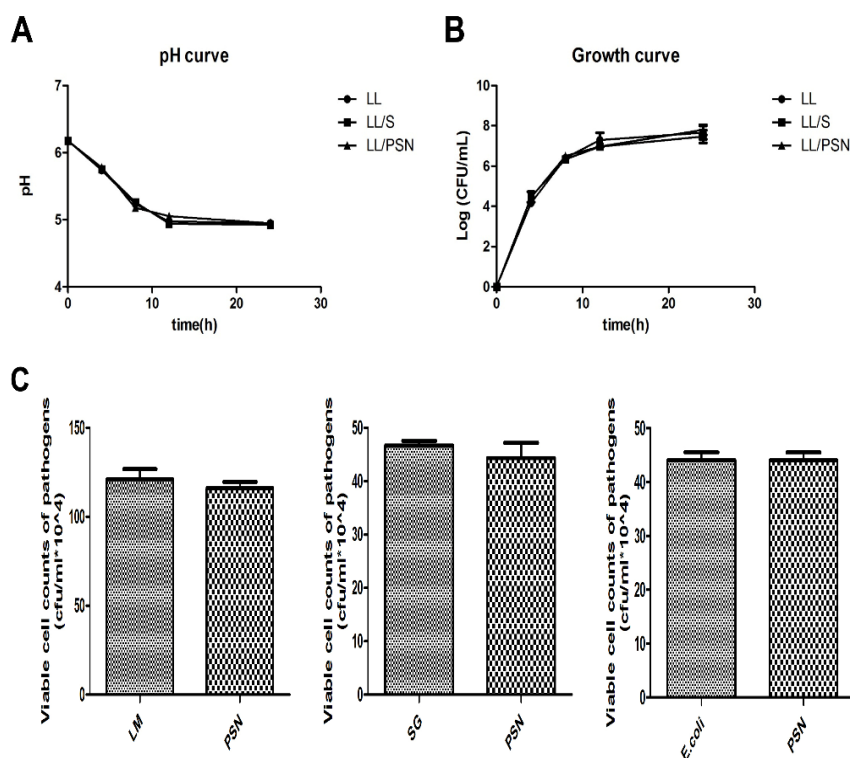 A
pH curve
7
6
5
4
pH
0
10
20
30
time(h)
LL
LL/S
LL/PSN
B
Growth curve
10
8
6
4
2
0
Log (CFU/mL)
0
10
20
30
time(h)
LL
LL/S
LL/PSN
C
Viable cell counts of pathogens
(cfu/ml*10^4)
150
100
50
0
LM
PSN
Viable cell counts of pathogens
(cfu/ml*10^4)
50
40
30
20
10
0
SG
PSN
Viable cell counts of pathogens
(cfu/ml*10^4)
50
40
30
20
10
0
E.coli
PSN